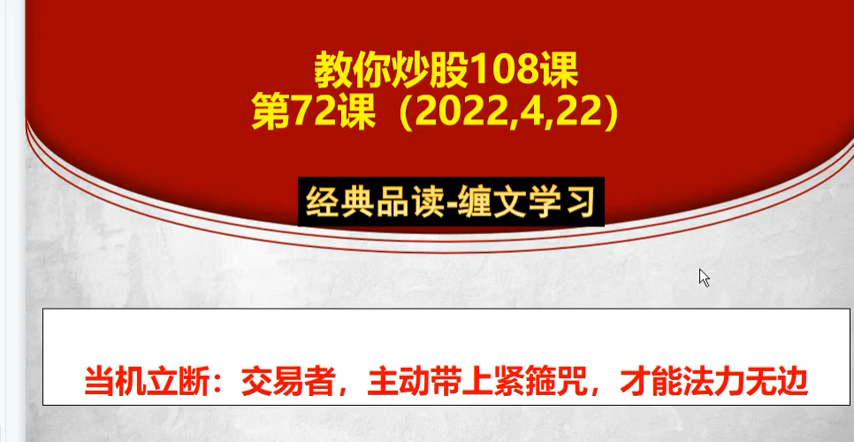 教你炒股108课
第72课（2022,4,22）
经典品读-缠文学习
当机立断：交易者，主动带上紧箍咒，才能法力无边